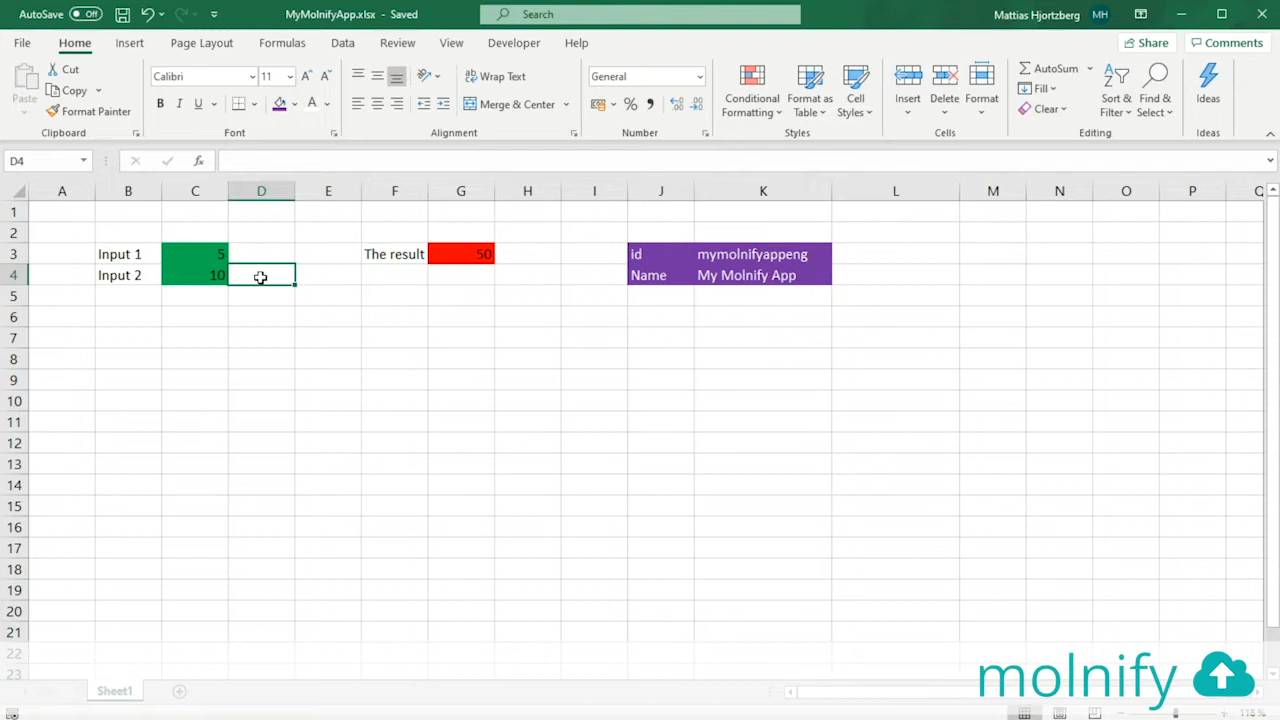 AutoSave Off MyMolnifyApp.xlsx - Saved Search Mattias Hjortzberg MH
File Home Insert Page Layout Formulas Data Review View Developer Help Share Comments
Paste Cut Copy Format Painter Clipboard
Calibri 11 A A B I U A Font
Wrap Text Merge & Center Alignment
General % Number
Conditional Formatting Format as Table Cell Styles Styles
Insert Delete Format Cells
AutoSum Fill Clear Sort & Filter Find & Select Editing
Ideas Ideas
D4 fx
A B C D E F G H I J K L M N O P Q
1
2
3 Input 1 5 The result 50 id mymolnifyappeng
4 Input 2 10 Name My Molnify App
5
6
7
8
9
10
11
12
13
14
15
16
17
18
19
20
21
22
23
molnify
Sheet1
118 %